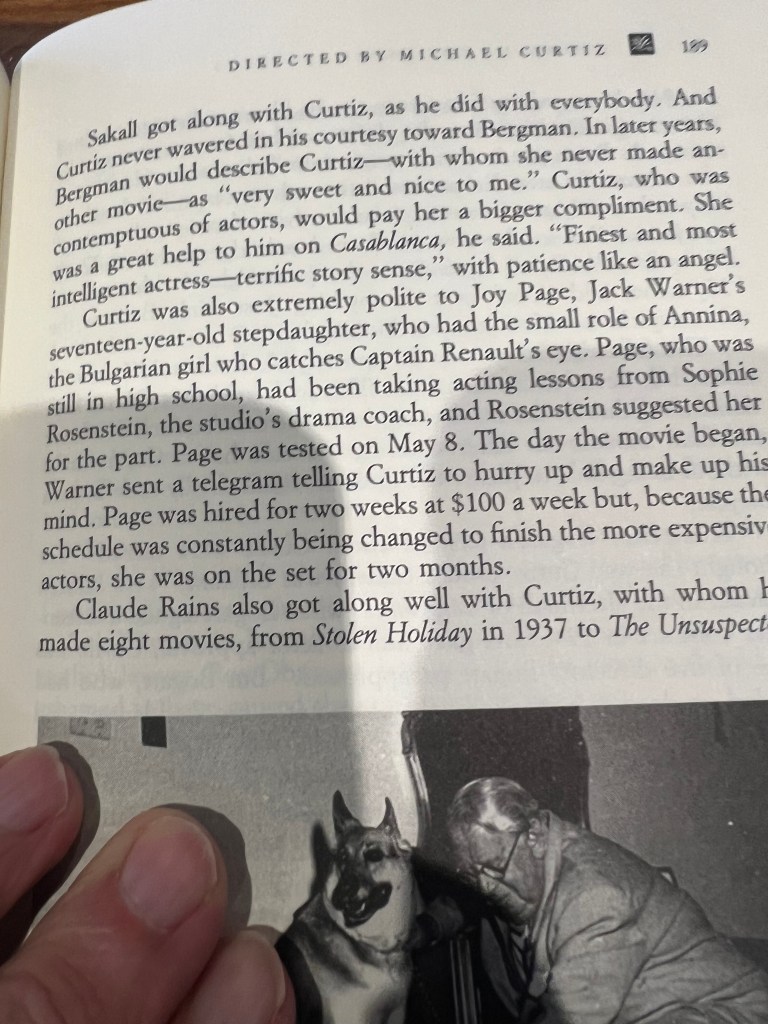 DIRECTED BY MICHAEL CURTIZ 189
Sakall got along with Curtiz, as he did with everybody. And
Curtiz never wavered in his courtesy toward Bergman. In later years,
Bergman would describe Curtiz—with whom she never made an-
other movie—as “very sweet and nice to me.” Curtiz, who was
contemptuous of actors, would pay her a bigger compliment. She
was a great help to him on Casablanca, he said. “Finest and most
intelligent actress—terrific story sense,” with patience like an angel.
Curtiz was also extremely polite to Joy Page, Jack Warner’s
seventeen-year-old stepdaughter, who had the small role of Annina,
the Bulgarian girl who catches Captain Renault’s eye. Page, who was
still in high school, had been taking acting lessons from Sophie
Rosenstein, the studio’s drama coach, and Rosenstein suggested her
for the part. Page was tested on May 8. The day the movie began,
Warner sent a telegram telling Curtiz to hurry up and make up his
mind. Page was hired for two weeks at $100 a week but, because the
schedule was constantly being changed to finish the more expensiv
actors, she was on the set for two months.
Claude Rains also got along well with Curtiz, with whom h
made eight movies, from Stolen Holiday in 1937 to The Unsuspect